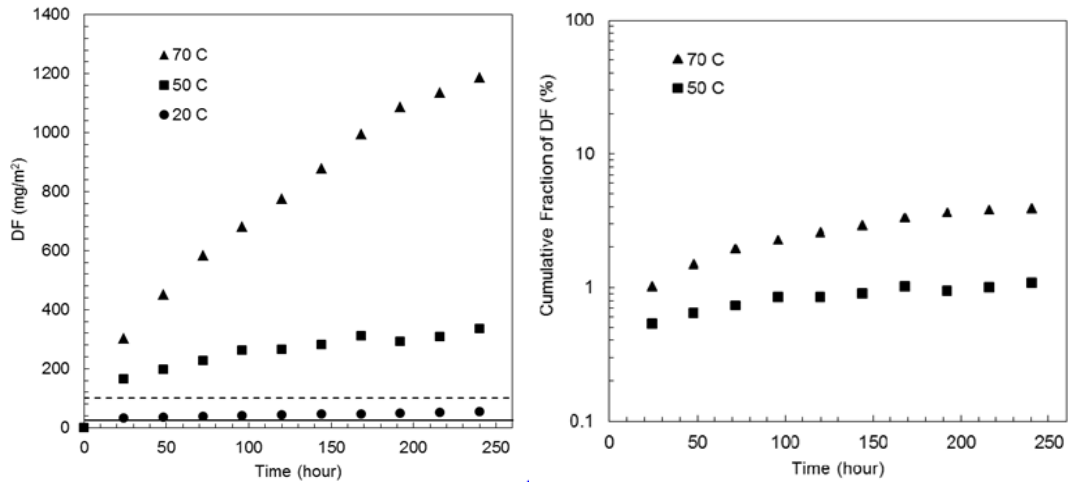 1400
1200
1000
800
600
400
200
0
DF (mg/m²)
70 C
50 C
20 C
0 50 100 150 200 250
Time (hour)
100
10
1
0.1
Cumulative Fraction of DF (%)
70 C
50 C
0 50 100 150 200 250
Time (hour)